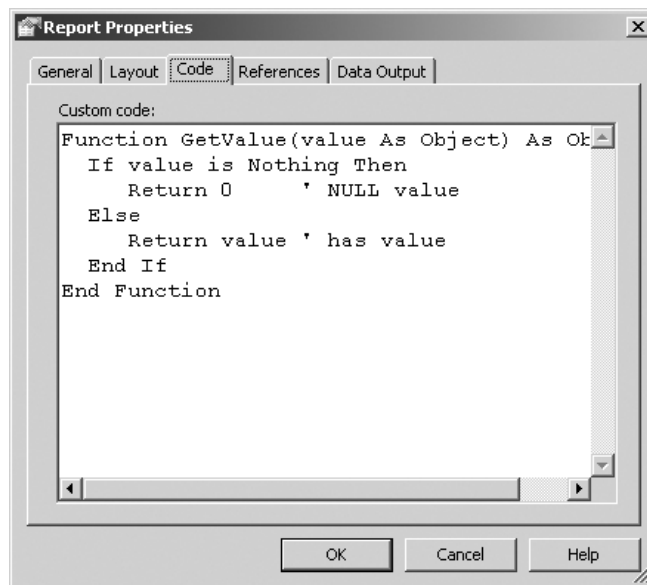 Report Properties
General Layout Code References Data Output
Custom code:
Function GetValue(value As Object) As Ob
If value is Nothing Then
Return 0 ' NULL value
Else
Return value ' has value
End If
End Function
OK Cancel Help